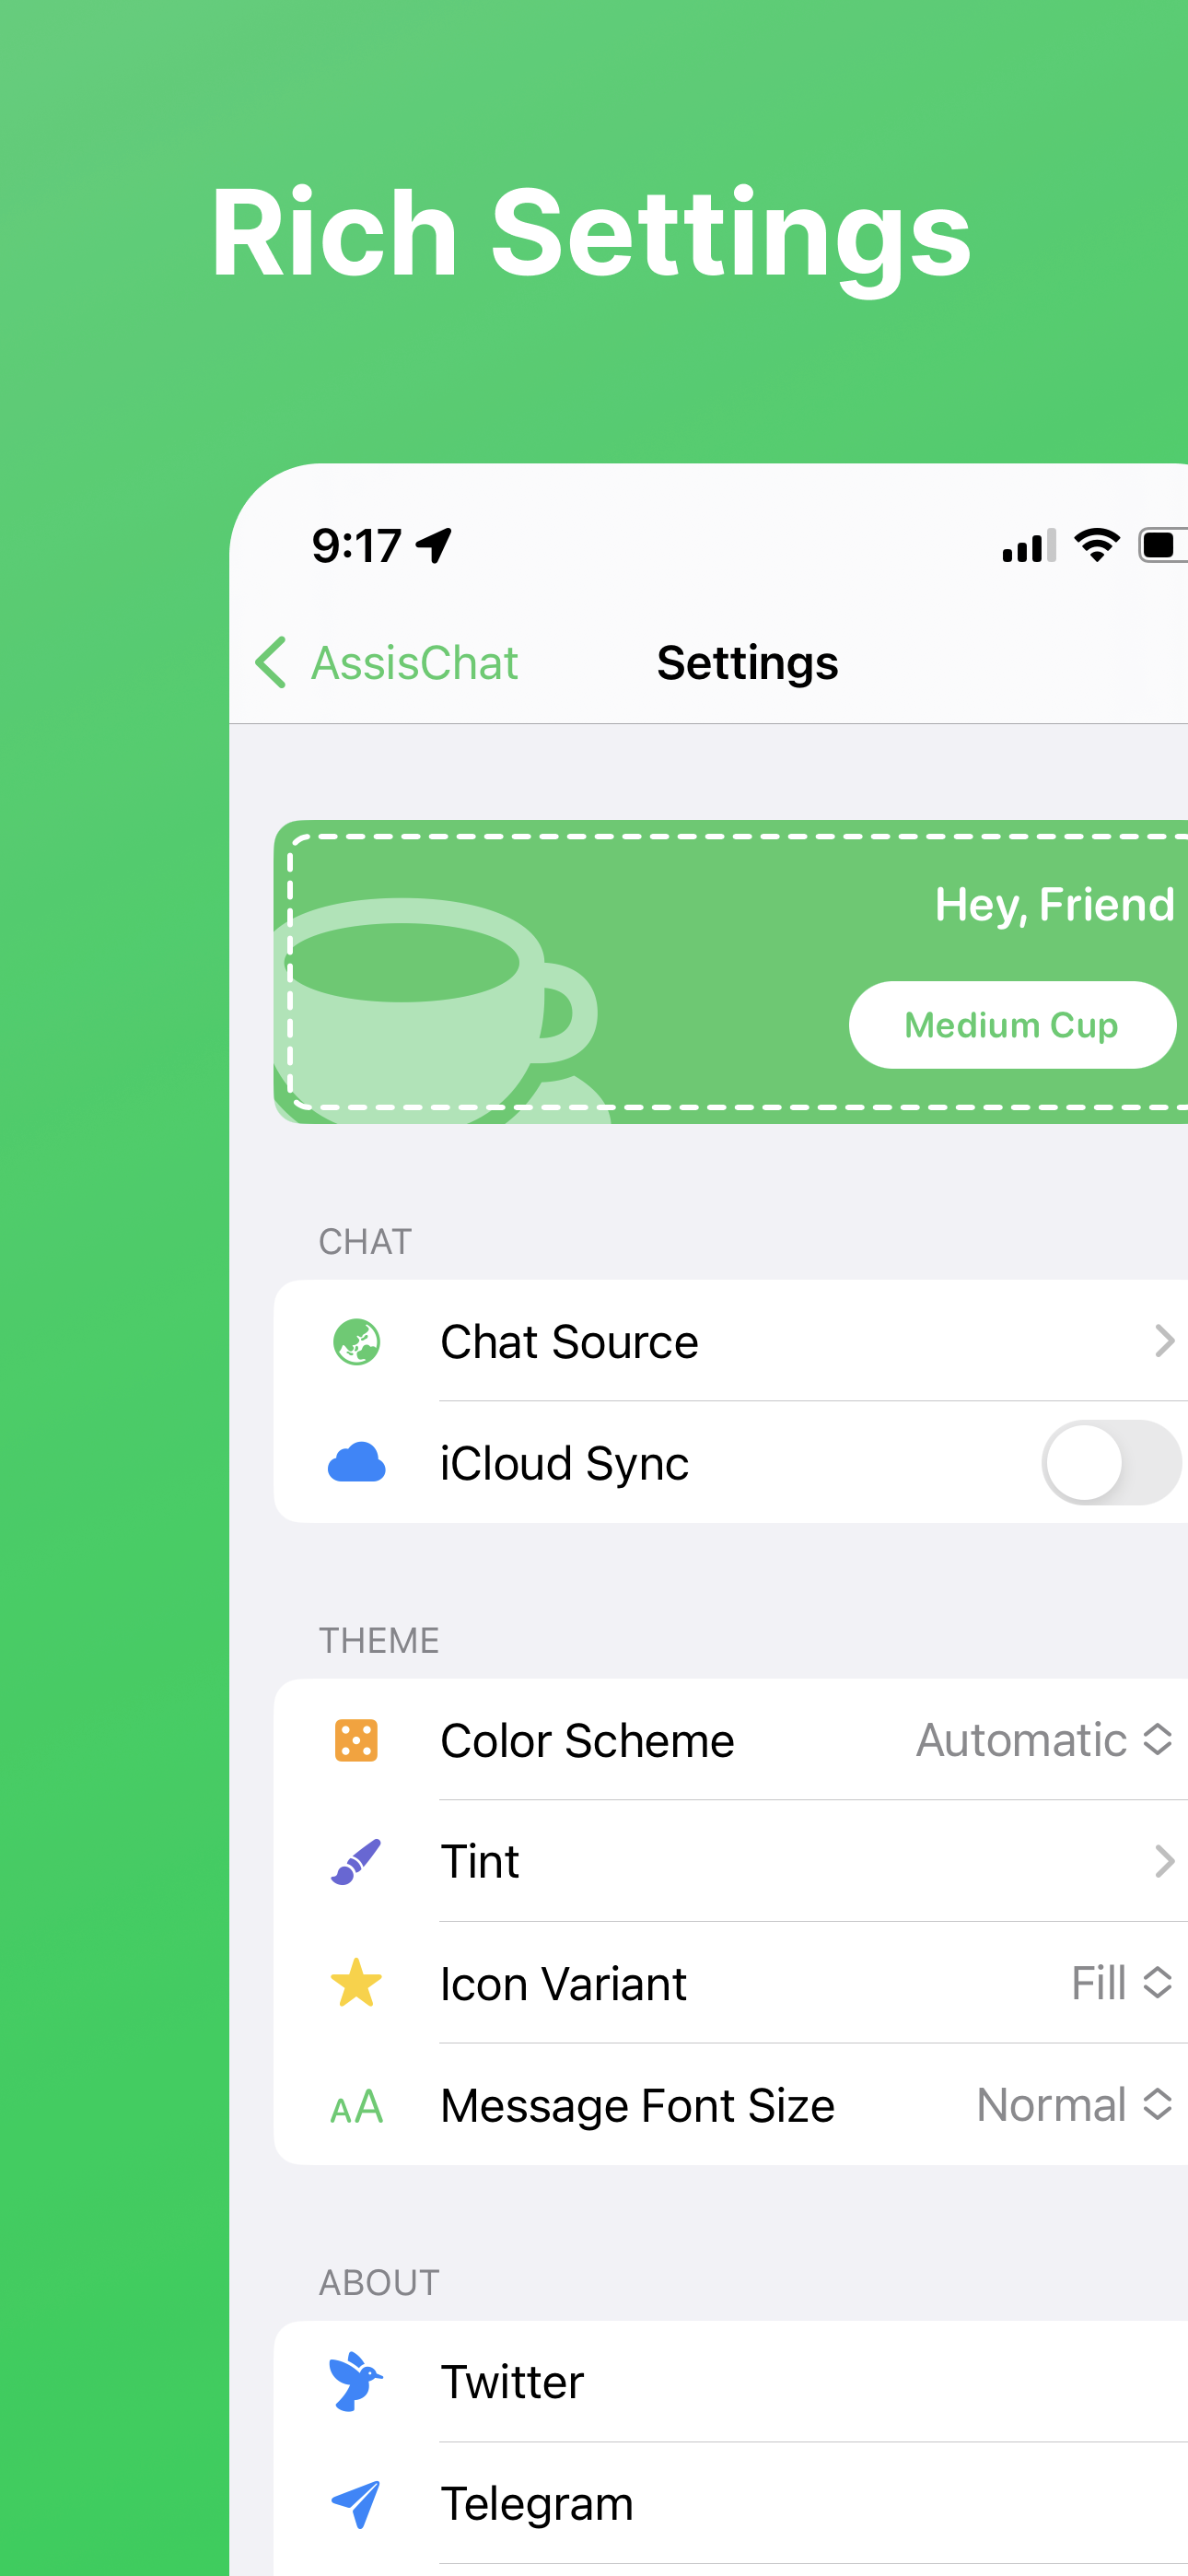 Rich Settings
9:17
AssisChat
Settings
Hey, Friend
Medium Cup
CHAT
Chat Source
iCloud Sync
THEME
Color Scheme
Automatic
Tint
Icon Variant
Fill
AA
Message Font Size
Normal
ABOUT
Twitter
Telegram